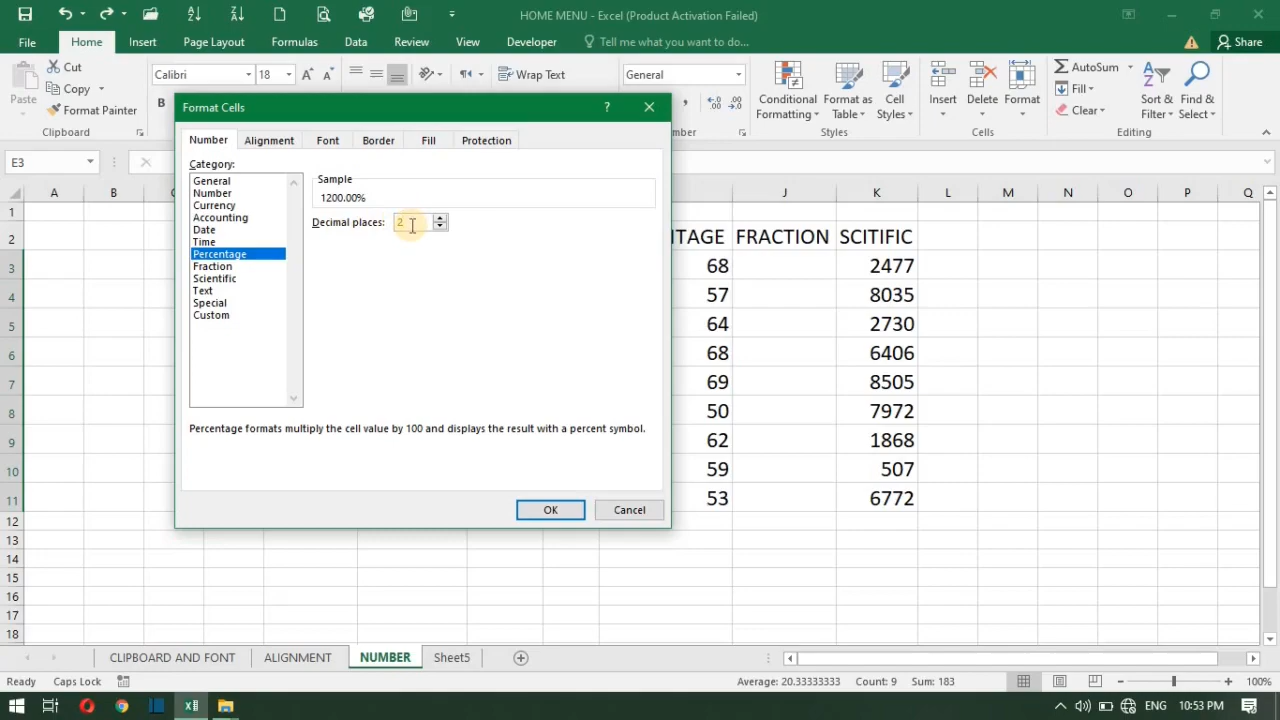 HOME MENU - Excel (Product Activation Failed)
File Home Insert Page Layout Formulas Data Review View Developer Tell me what you want to do... Share
Cut
Copy
Format Painter
Paste
Clipboard
Calibri 18
B
Wrap Text
General
Conditional Formatting
Format as Table
Cell Styles
Styles
Insert Delete Format
Cells
AutoSum
Fill
Clear
Sort & Filter
Find & Select
Editing
E3
Format Cells
Number Alignment Font Border Fill Protection
Category:
General
Number
Currency
Accounting
Date
Time
Percentage
Fraction
Scientific
Text
Special
Custom
Sample
1200.00%
Decimal places: 2
Percentage formats multiply the cell value by 100 and displays the result with a percent symbol.
OK Cancel
A B J K L M N O P Q
1
2 TAGE FRACTION SCITIFIC
3 68 2477
4 57 8035
5 64 2730
6 68 6406
7 69 8505
8 50 7972
9 62 1868
10 59 507
11 53 6772
12
13
14
15
16
17
18
CLIPBOARD AND FONT ALIGNMENT NUMBER Sheet5
Ready Caps Lock Average: 20.33333333 Count: 9 Sum: 183 100%
ENG 10:53 PM